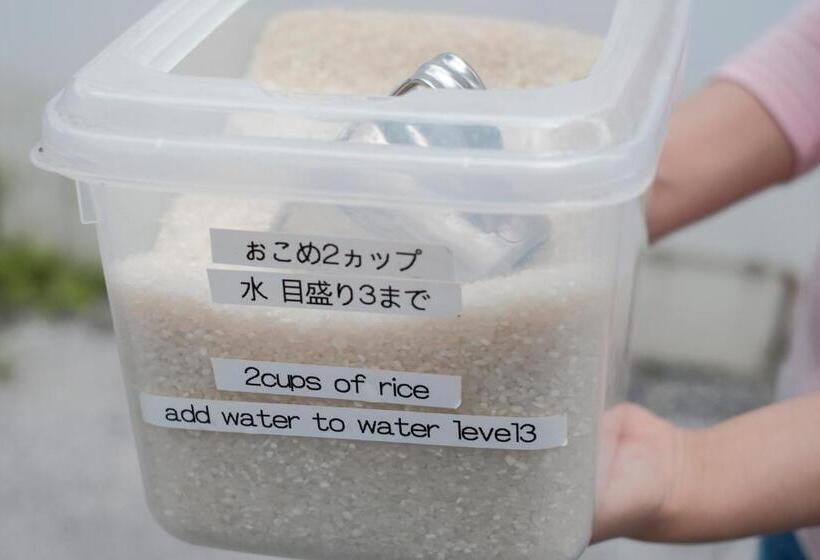 おこめ2カップ
水 目盛り3まで
2cups of rice
add water to water level3